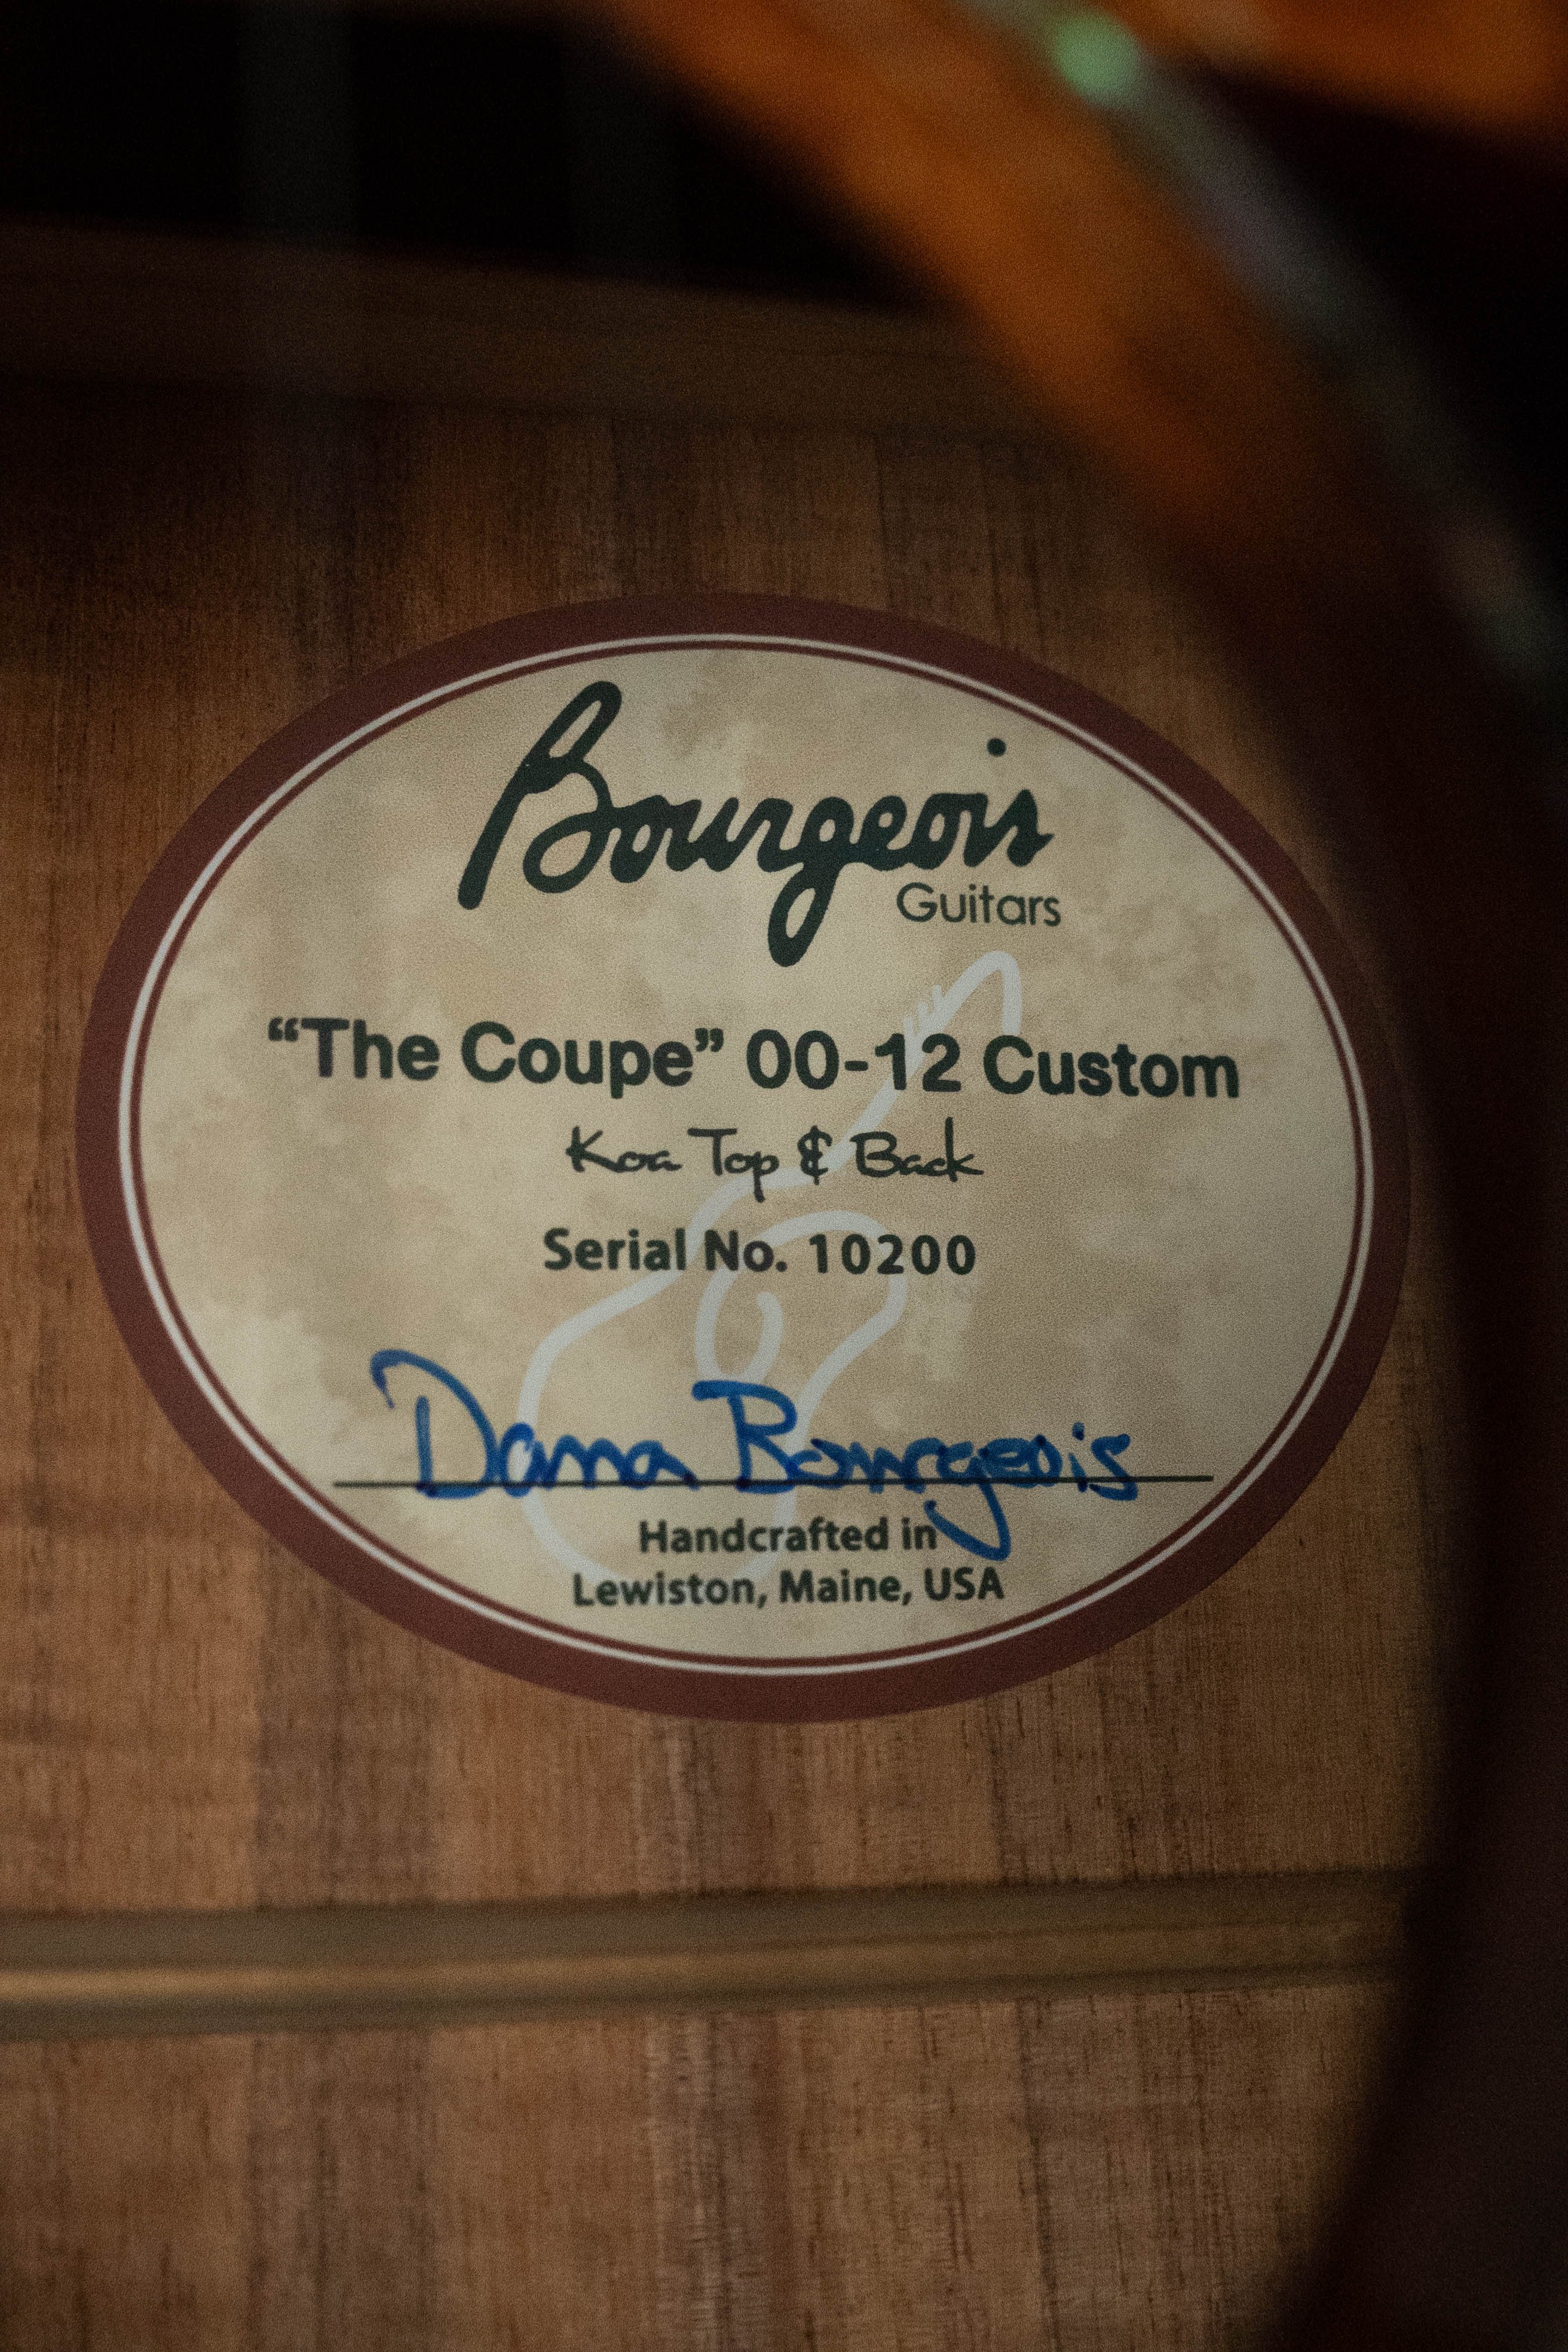 Bourgeois
Guitars
“The Coupe” 00-12 Custom
Koa Top & Back
Serial No. 10200
Dana Bourgeois
Handcrafted in
Lewiston, Maine, USA